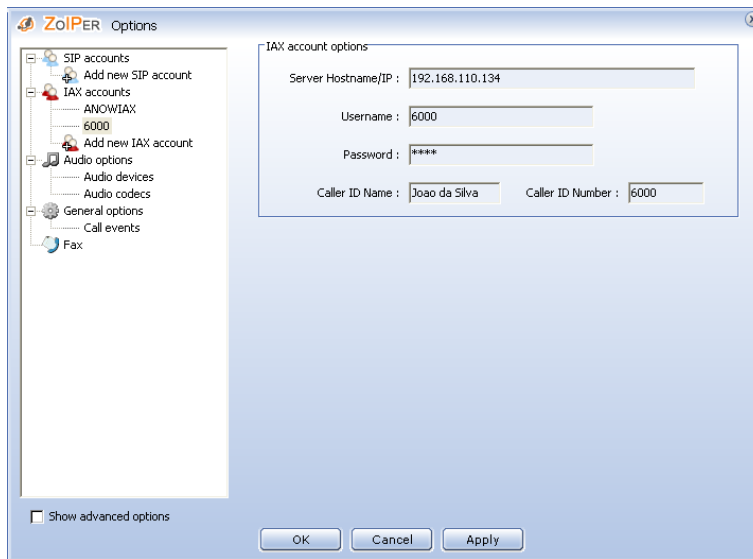 ZOIPER Options
SIP accounts
Add new SIP account
IAX accounts
ANOWIAX
6000
Add new IAX account
Audio options
Audio devices
Audio codecs
General options
Call events
Fax
Show advanced options
IAX account options
Server Hostname/IP : 192.168.110.134
Username : 6000
Password : ****
Caller ID Name : Joao da Silva Caller ID Number : 6000
OK Cancel Apply